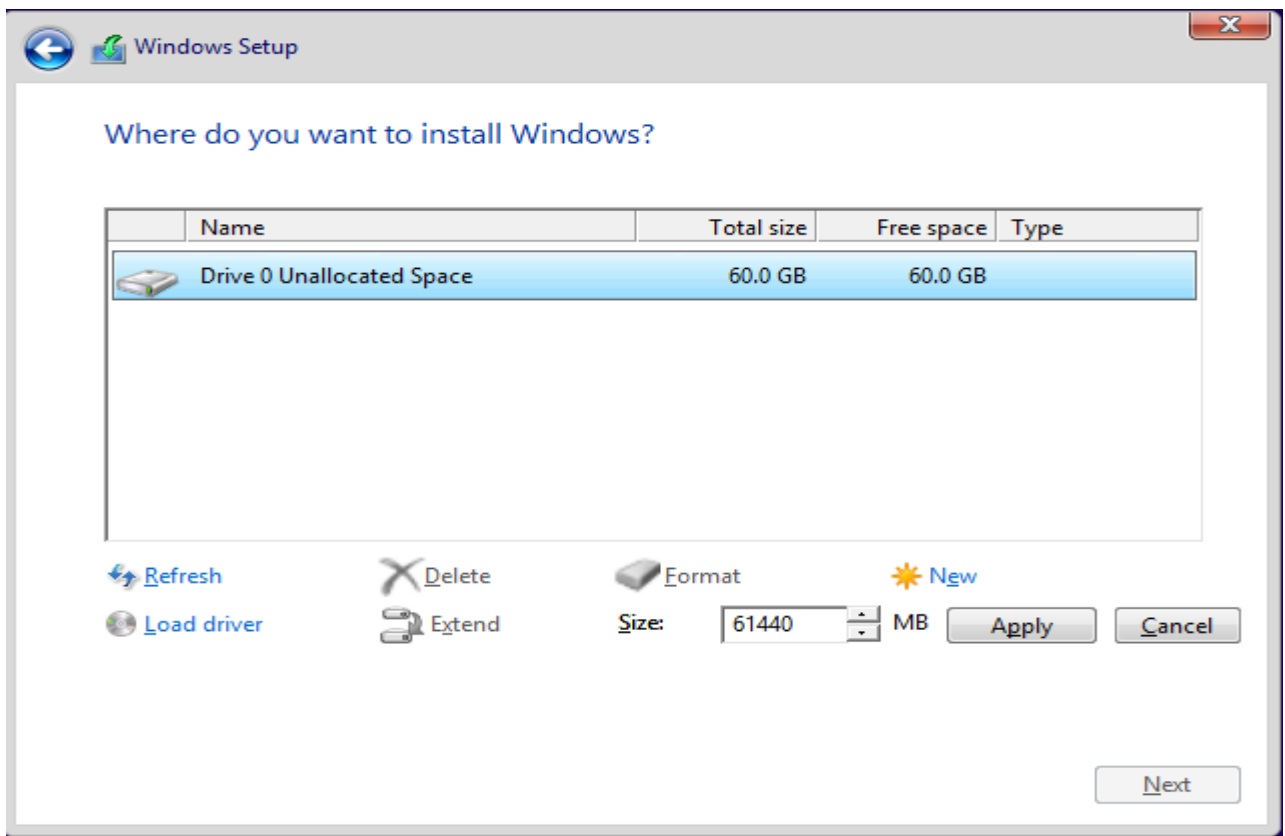 Windows Setup
Where do you want to install Windows?
Name Total size Free space Type
Drive 0 Unallocated Space 60.0 GB 60.0 GB
Refresh Delete Format New
Load driver Extend Size: 61440 MB Apply Cancel
Next